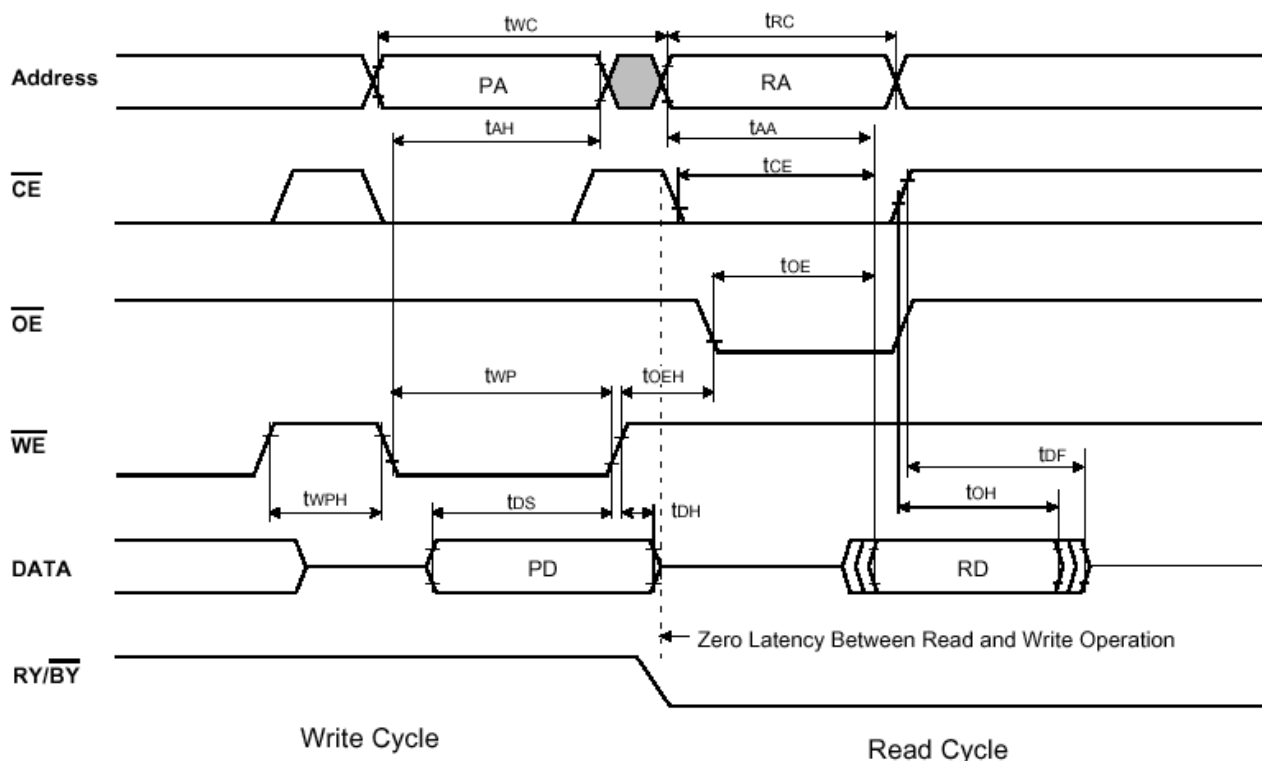 tWC tRC
Address PA RA
tAH tAA
CE tCE
tOE
OE
tWP tOEH
WE
tDF
tWPH tDS tDH tOH
DATA PD RD
Zero Latency Between Read and Write Operation
RY/BY
Write Cycle Read Cycle